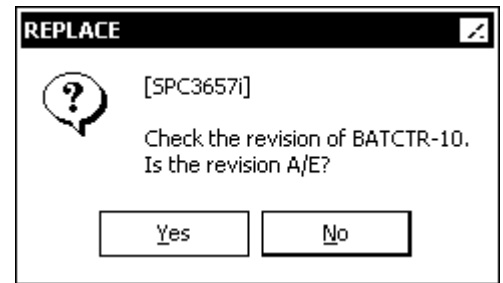 REPLACE
[SPC3657i]
Check the revision of BATCTR-10.
Is the revision A/E?
Yes
No